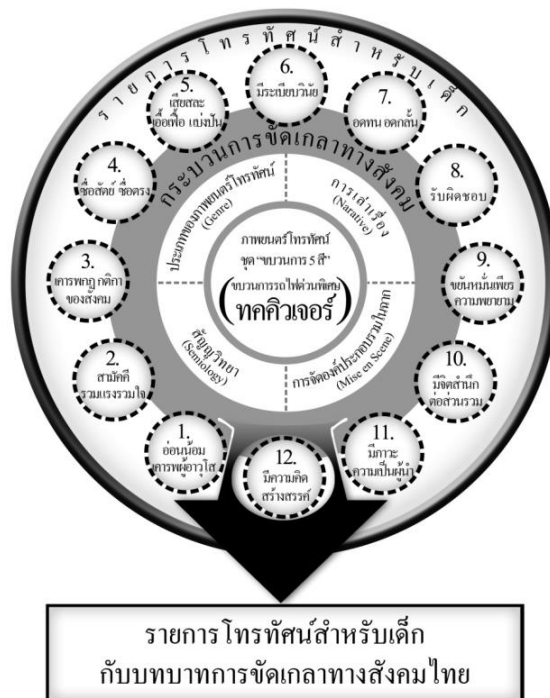 รายการโทรทัศน์สำหรับเด็ก
กระบวนการขัดเกลาทางสังคม
ประเภทของภาพยนตร์โทรทัศน์
(Genre)
การเล่าเรื่อง
(Narative)
สัญญวิทยา
(Semiology)
การจัดองค์ประกอบรวมในฉาก
(Mise en Scene)
ภาพยนตร์โทรทัศน์
ชุด “ขบวนการ 5 สี”
ขบวนการรถไฟด่วนพิเศษ
(ทคคิวเจอร์)
1.
อ่อนน้อม
เคารพผู้อาวุโส
2.
สามัคคี
รวมแรงรวมใจ
3.
เคารพกฎ กติกา
ของสังคม
4.
ซื่อสัตย์ ซื่อตรง
5.
เสียสละ
เอื้อเฟื้อ แบ่งปัน
6.
มีระเบียบวินัย
7.
อดทน อดกลั้น
8.
รับผิดชอบ
9.
ขยันหมั่นเพียร
ความพยายาม
10.
มีจิตสำนึก
ต่อส่วนรวม
11.
มีภาวะ
ความเป็นผู้นำ
12.
มีความคิด
สร้างสรรค์
รายการโทรทัศน์สำหรับเด็ก
กับบทบาทการขัดเกลาทางสังคมไทย